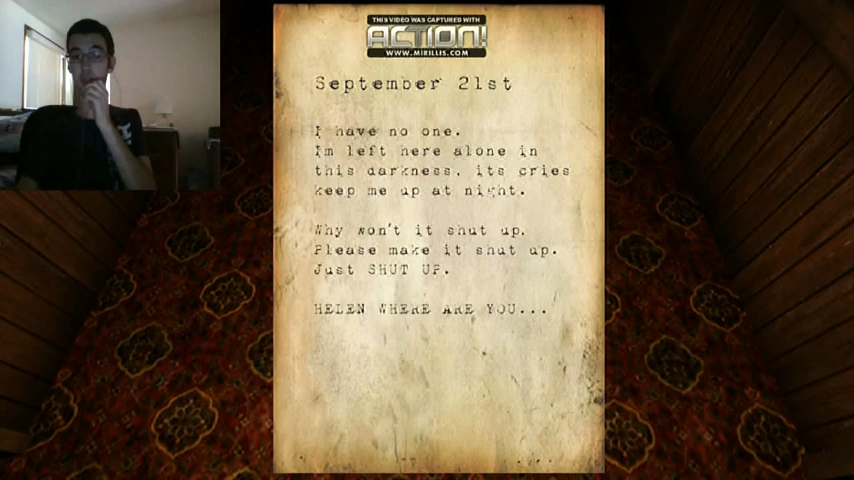 THIS VIDEO WAS CAPTURED WITH
ACTION!
WWW.MIRILLIS.COM
September 21st
I have no one.
Im left here alone in
this darkness, its cries
keep me up at night.
Why won't it shut up.
Please make it shut up.
Just SHUT UP.
HELEN WHERE ARE YOU...